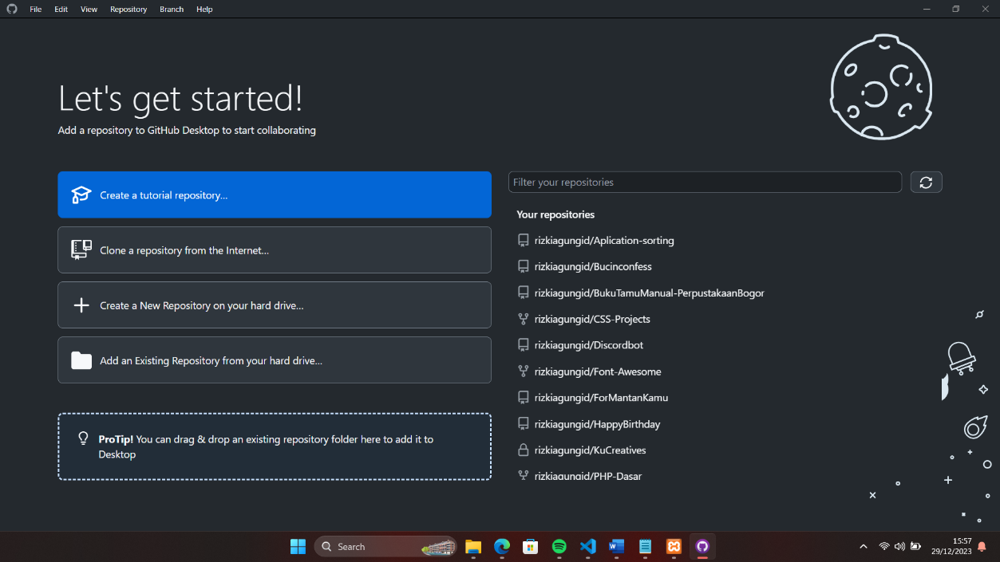 File Edit View Repository Branch Help
Let's get started!
Add a repository to GitHub Desktop to start collaborating
Create a tutorial repository...
Clone a repository from the Internet...
Create a New Repository on your hard drive...
Add an Existing Repository from your hard drive...
ProTip! You can drag & drop an existing repository folder here to add it to
Desktop
Filter your repositories
Your repositories
rizkiagungid/Aplication-sorting
rizkiagungid/Bucinconfess
rizkiagungid/BukuTamuManual-PerpustakaanBogor
rizkiagungid/CSS-Projects
rizkiagungid/Discordbot
rizkiagungid/Font-Awesome
rizkiagungid/ForMantanKamu
rizkiagungid/HappyBirthday
rizkiagungid/KuCreatives
rizkiagungid/PHP-Dasar
Search
15:57
29/12/2023